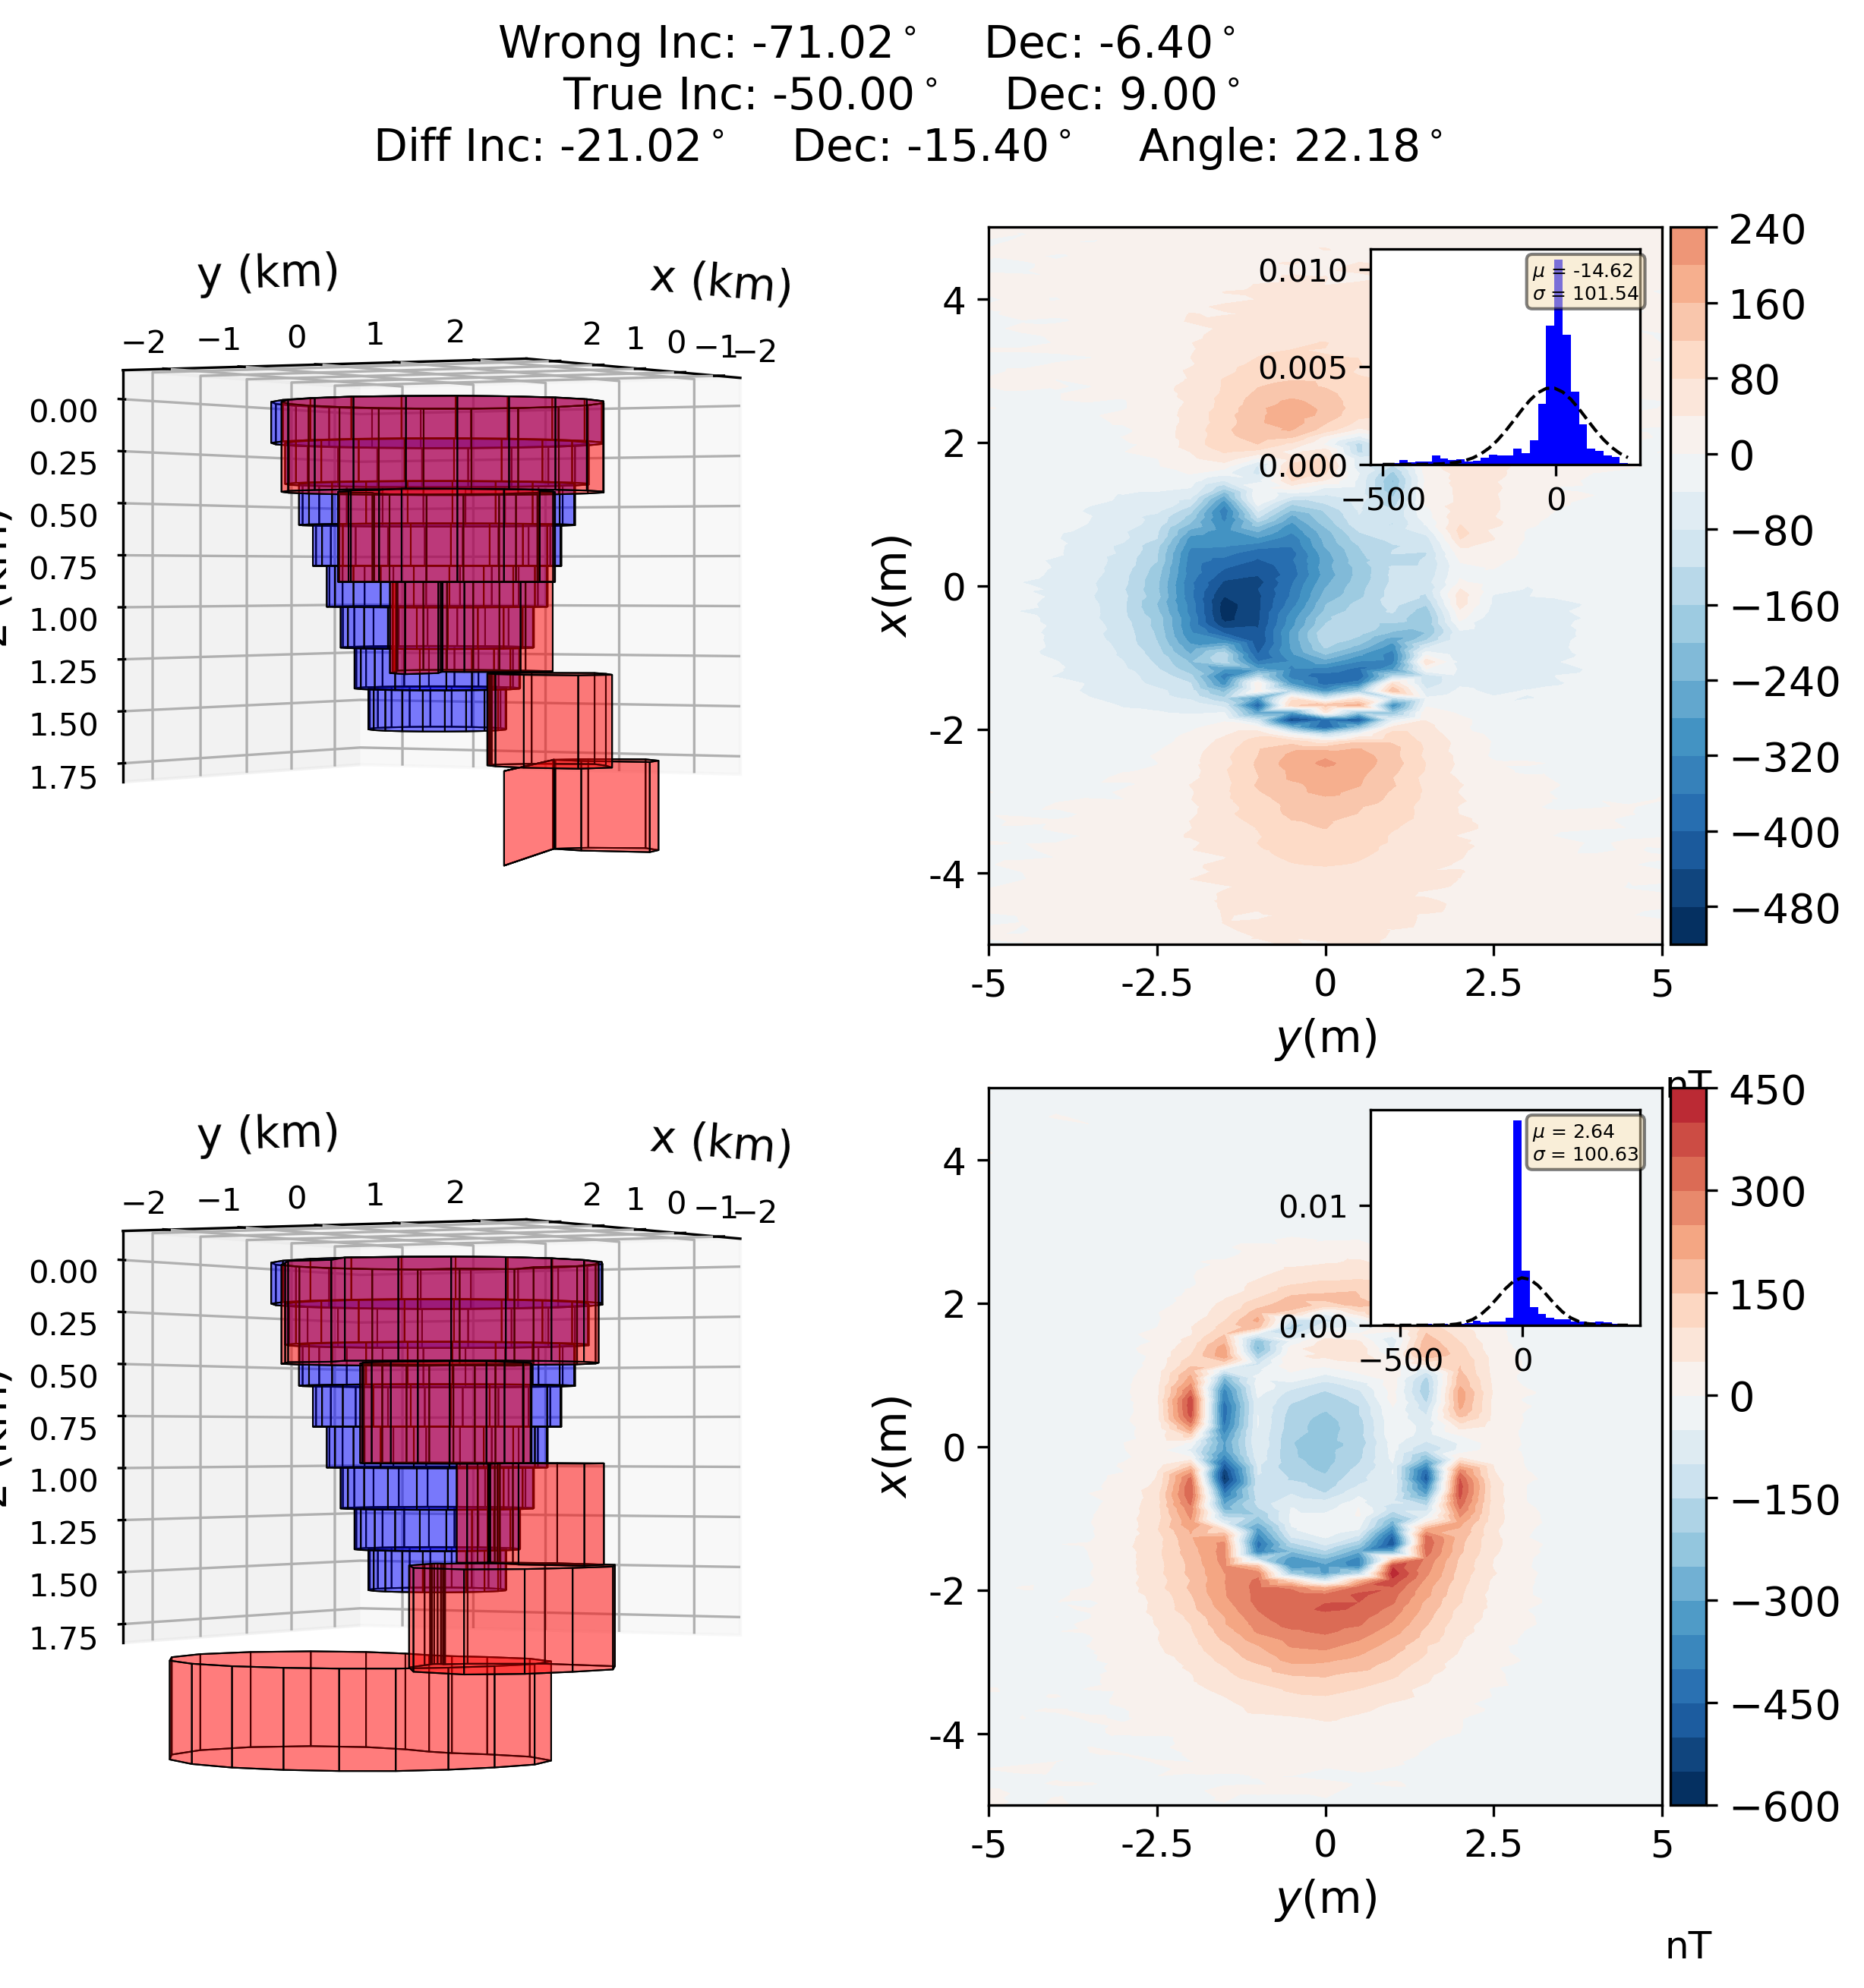 Wrong Inc: -71.02° Dec: -6.40°
True Inc: -50.00° Dec: 9.00°
Diff Inc: -21.02° Dec: -15.40° Angle: 22.18°
y (km) x (km)
−2 −1 0 1 2 2 1 0 −1 −2
0.00
0.25
0.50
0.75
1.00
1.25
1.50
1.75
4
2
0
-2
-4
x(m)
-5 -2.5 0 2.5 5
y(m)
0.010
0.005
0.000
−500 0
μ = -14.62
σ = 101.54
240
160
80
0
−80
−160
−240
−320
−400
−480
nT
y (km) x (km)
−2 −1 0 1 2 2 1 0 −1 −2
0.00
0.25
0.50
0.75
1.00
1.25
1.50
1.75
4
2
0
-2
-4
x(m)
-5 -2.5 0 2.5 5
y(m)
0.01
0.00
−500 0
μ = 2.64
σ = 100.63
450
300
150
0
−150
−300
−450
−600
nT